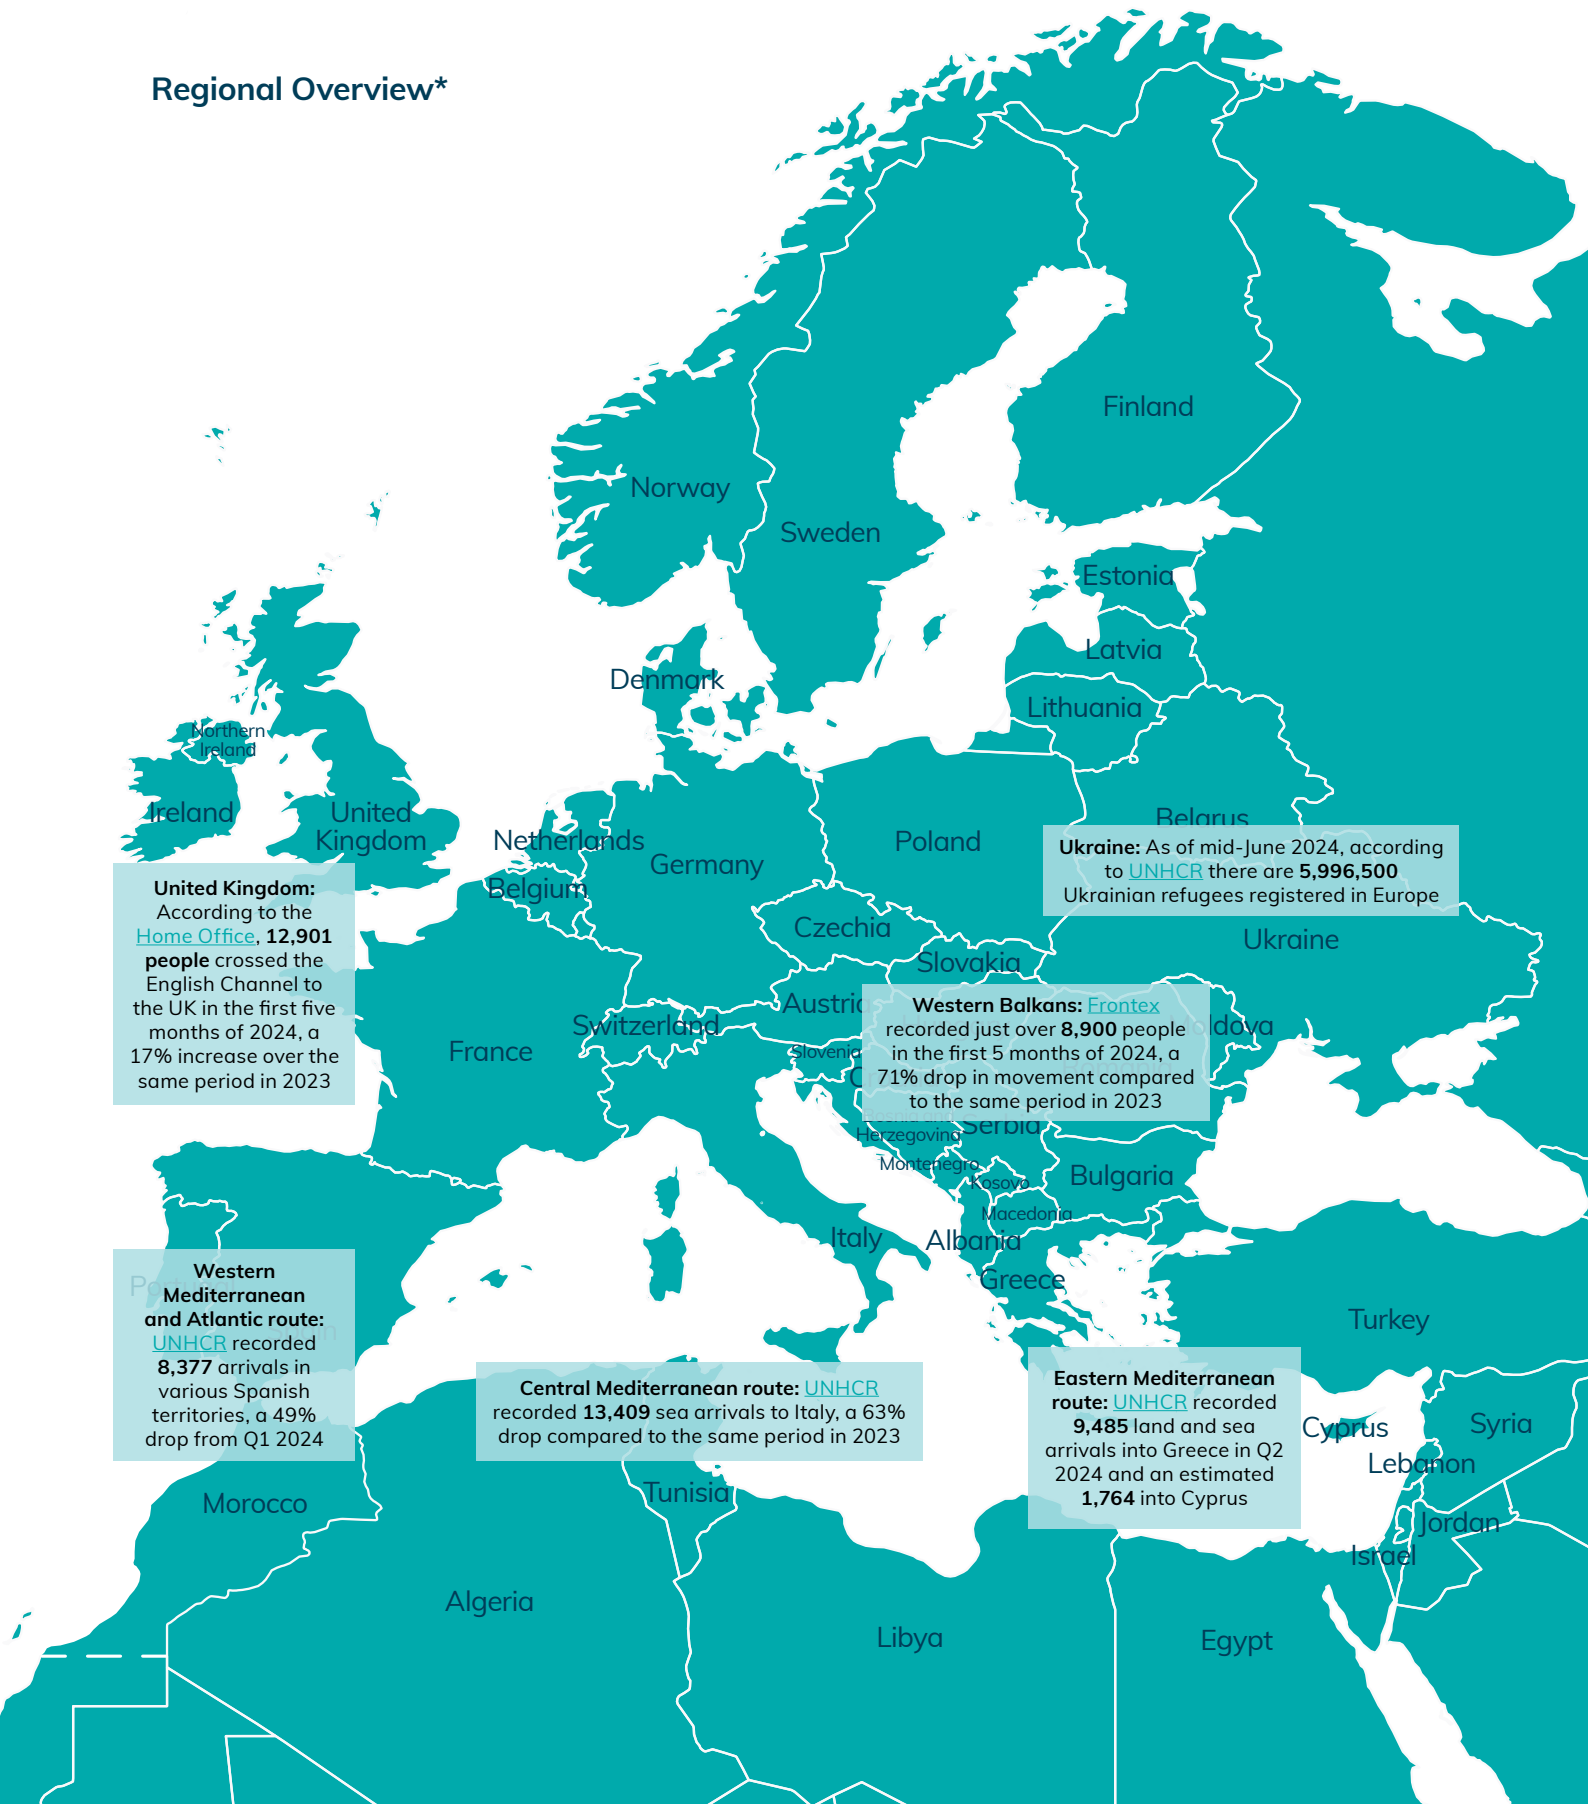 Regional Overview*
Finland
Norway
Sweden
Estonia
Latvia
Denmark
Lithuania
Northern
Ireland
Ireland
United
Kingdom
Netherlands
Belgium
Germany
Poland
Belarus
Ukraine: As of mid-June 2024, according
to UNHCR there are 5,996,500
Ukrainian refugees registered in Europe
United Kingdom:
According to the
Home Office, 12,901
people crossed the
English Channel to
the UK in the first five
months of 2024, a
17% increase over the
same period in 2023
Czechia
Slovakia
Ukraine
Austria
Switzerland
France
Slovenia
Moldova
Western Balkans: Frontex
recorded just over 8,900 people
in the first 5 months of 2024, a
71% drop in movement compared
to the same period in 2023
Romania
Bosnia and
Herzegovina
Serbia
Montenegro
Kosovo
Bulgaria
Macedonia
Italy
Albania
Greece
Turkey
Portugal
Spain
Western
Mediterranean
and Atlantic route:
UNHCR recorded
8,377 arrivals in
various Spanish
territories, a 49%
drop from Q1 2024
Central Mediterranean route: UNHCR
recorded 13,409 sea arrivals to Italy, a 63%
drop compared to the same period in 2023
Eastern Mediterranean
route: UNHCR recorded
9,485 land and sea
arrivals into Greece in Q2
2024 and an estimated
1,764 into Cyprus
Cyprus
Syria
Lebanon
Jordan
Israel
Morocco
Tunisia
Algeria
Libya
Egypt